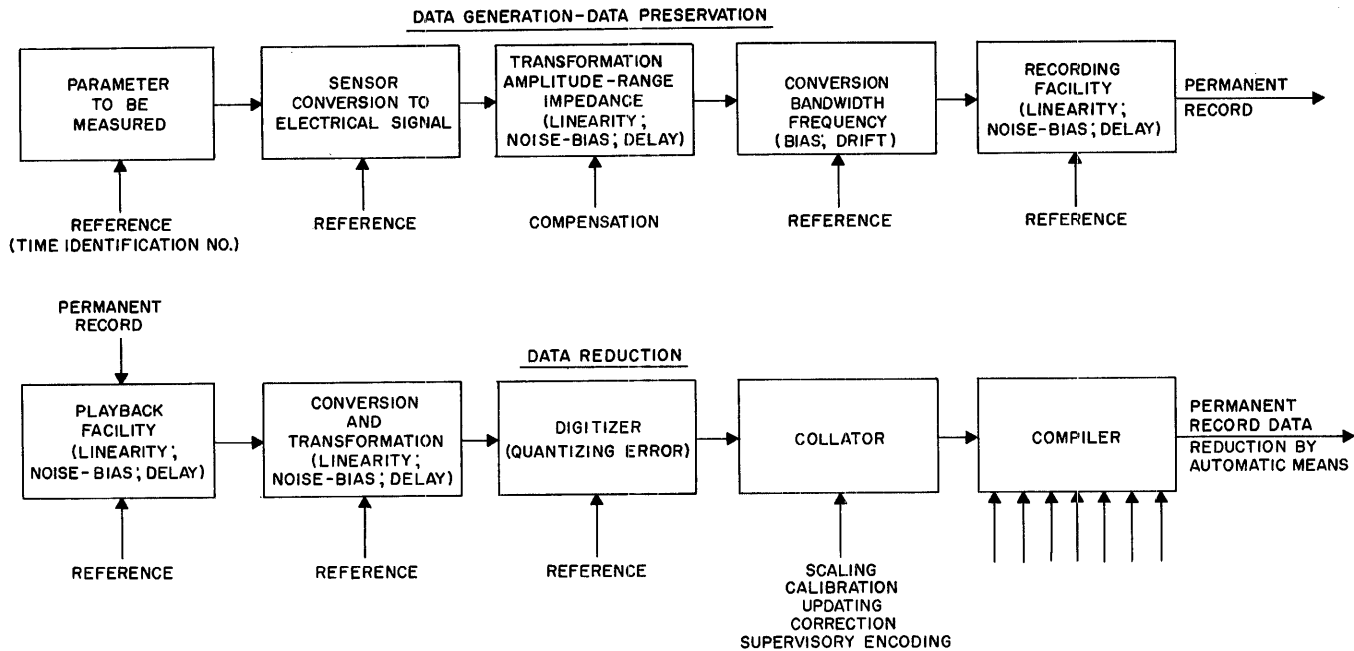 DATA GENERATION-DATA PRESERVATION
PARAMETER
TO BE
MEASURED
SENSOR
CONVERSION TO
ELECTRICAL SIGNAL
TRANSFORMATION
AMPLITUDE-RANGE
IMPEDANCE
(LINEARITY;
NOISE-BIAS; DELAY)
CONVERSION
BANDWIDTH
FREQUENCY
(BIAS; DRIFT)
RECORDING
FACILITY
(LINEARITY;
NOISE-BIAS; DELAY)
PERMANENT
RECORD
REFERENCE
(TIME IDENTIFICATION NO.)
REFERENCE
COMPENSATION
REFERENCE
REFERENCE
PERMANENT
RECORD
DATA REDUCTION
PLAYBACK
FACILITY
(LINEARITY;
NOISE-BIAS; DELAY)
CONVERSION
AND
TRANSFORMATION
(LINEARITY;
NOISE-BIAS; DELAY)
DIGITIZER
(QUANTIZING ERROR)
COLLATOR
COMPILER
PERMANENT
RECORD DATA
REDUCTION BY
AUTOMATIC MEANS
REFERENCE
REFERENCE
REFERENCE
SCALING
CALIBRATION
UPDATING
CORRECTION
SUPERVISORY ENCODING